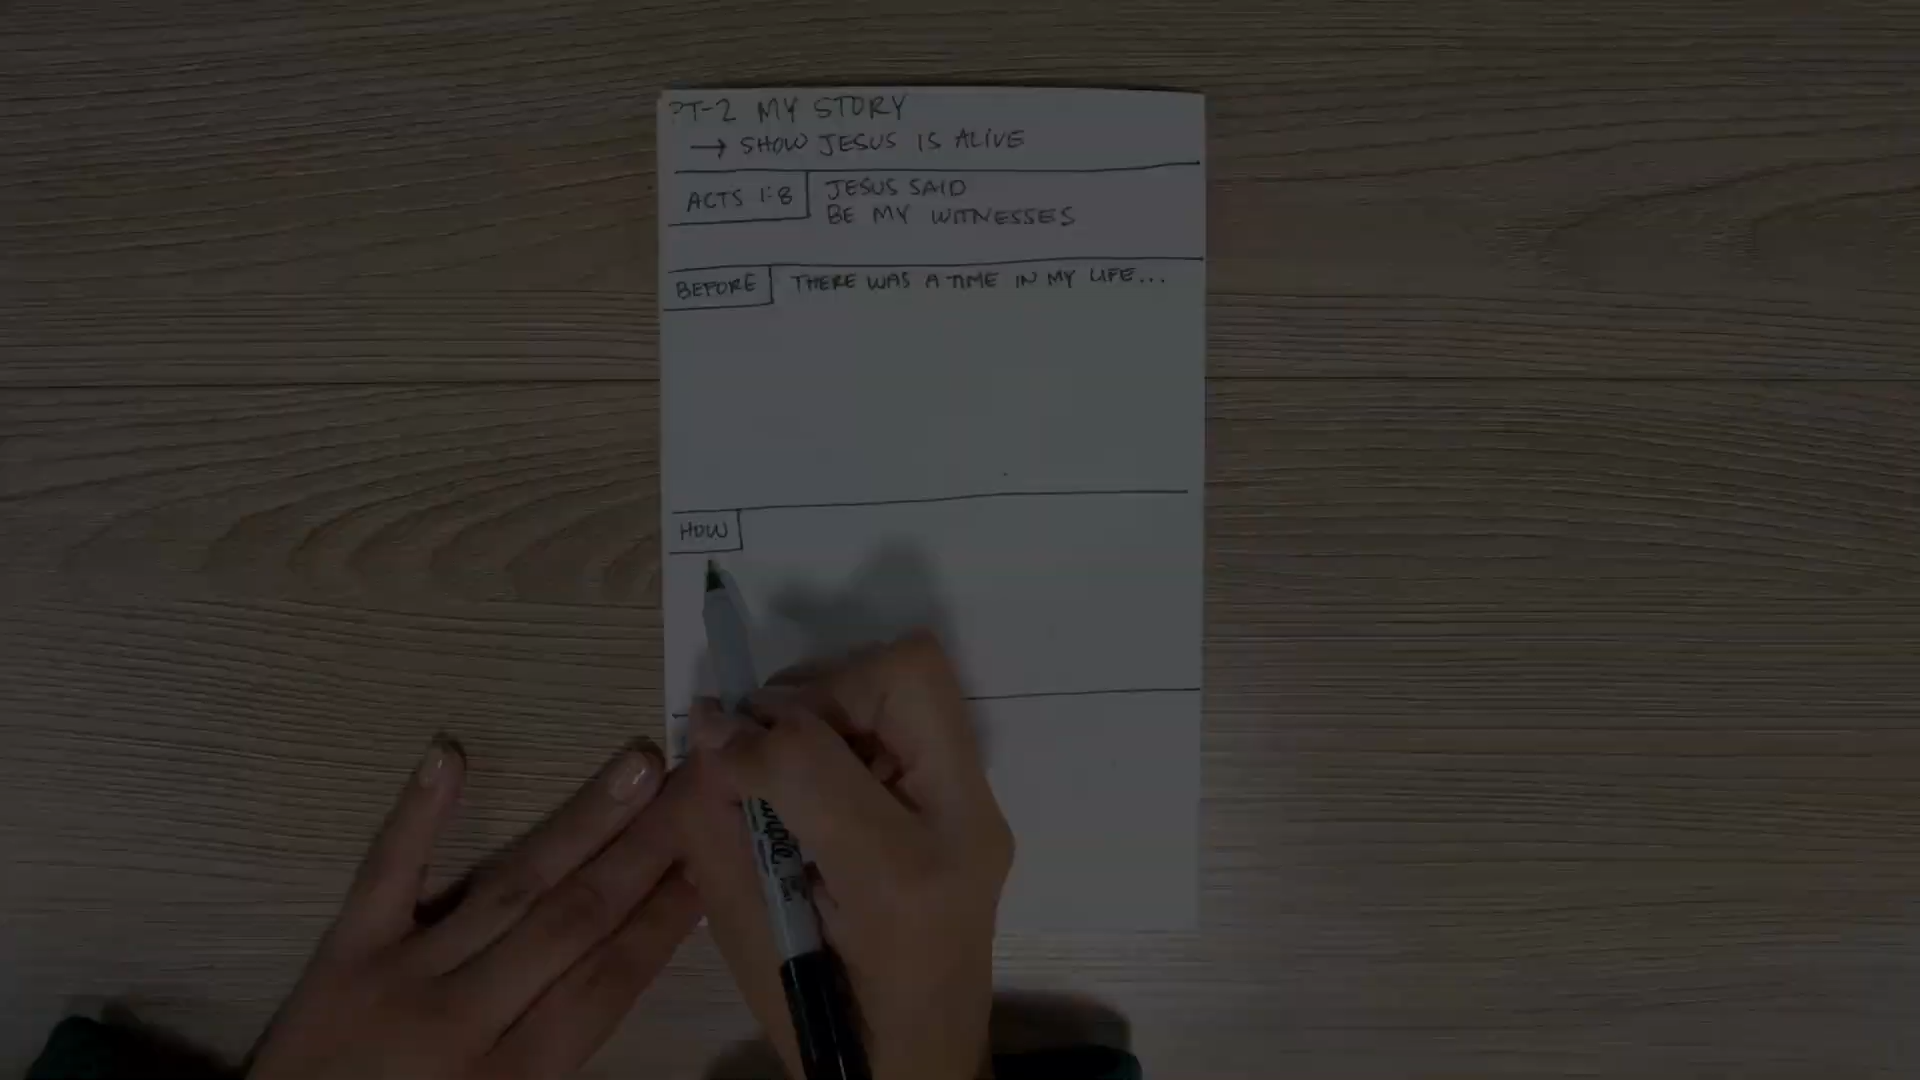 PT-2 MY STORY
→ SHOW JESUS IS ALIVE
ACTS 1:8
JESUS SAID
BE MY WITNESSES
BEFORE
THERE WAS A TIME IN MY LIFE...
HOW